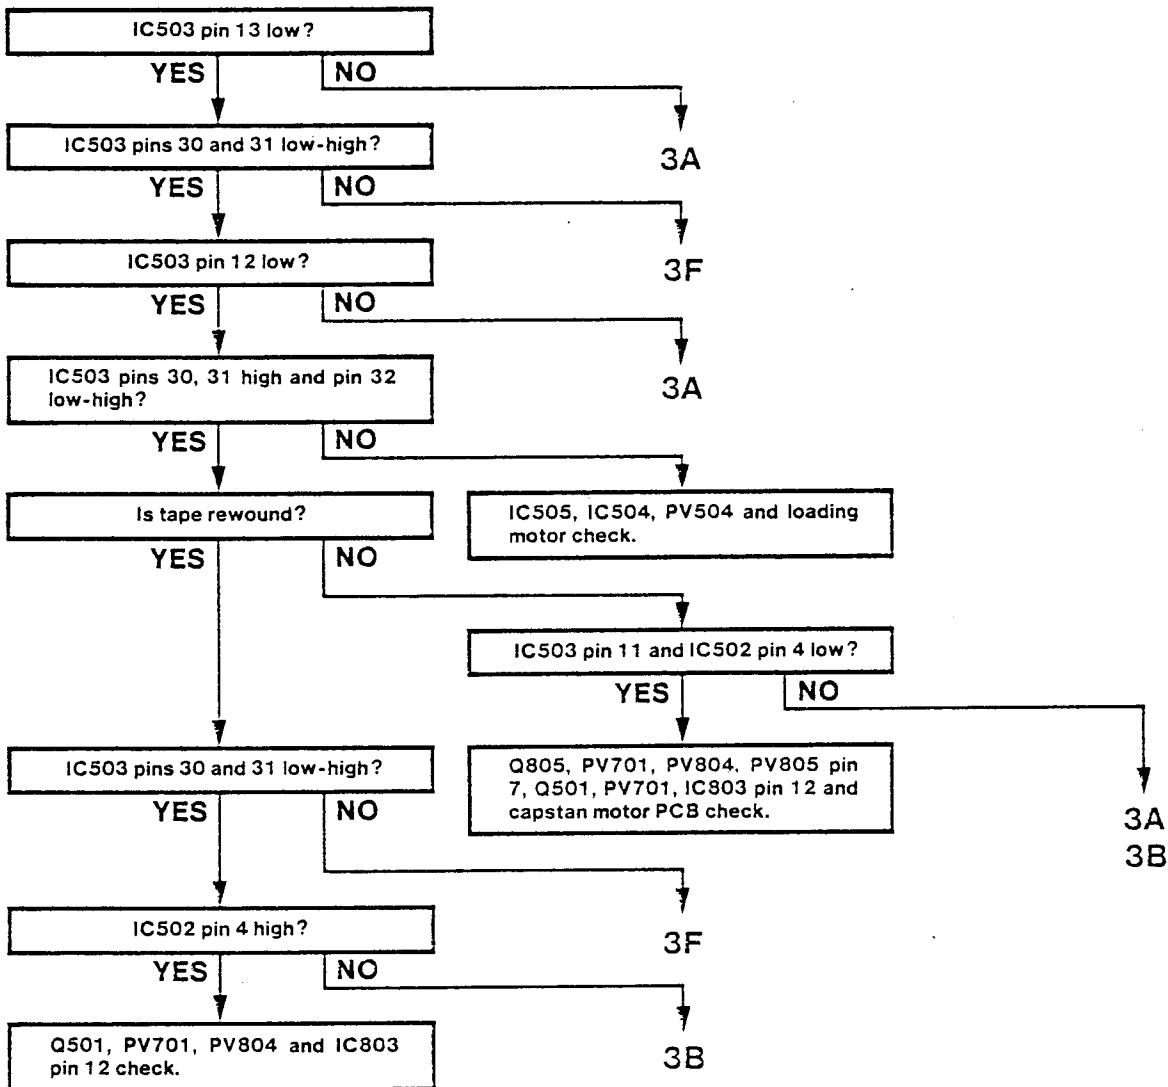 IC503 pin 13 low?
YES NO
3A
IC503 pins 30 and 31 low-high?
YES NO
3F
IC503 pin 12 low?
YES NO
3A
IC503 pins 30, 31 high and pin 32
low-high?
YES NO
Is tape rewound?
IC505, IC504, PV504 and loading
motor check.
YES NO
IC503 pin 11 and IC502 pin 4 low?
YES NO
3A
3B
IC503 pins 30 and 31 low-high?
Q805, PV701, PV804, PV805 pin
7, Q501, PV701, IC803 pin 12 and
capstan motor PCB check.
YES NO
3F
IC502 pin 4 high?
YES NO
3B
Q501, PV701, PV804 and IC803
pin 12 check.